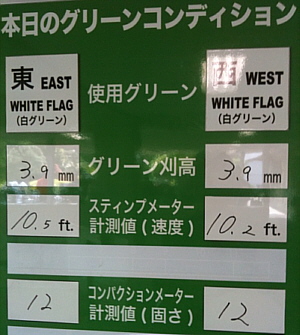 本日のグリーンコンディション
東 EAST
WHITE FLAG
(白グリーン)
使用グリーン
西 WEST
WHITE FLAG
(白グリーン)
3.9 mm
グリーン刈高
3.9 mm
10.5 ft.
スティンプメーター
計測値(速度)
10.2 ft.
12
コンパクションメーター
計測値(固さ)
12